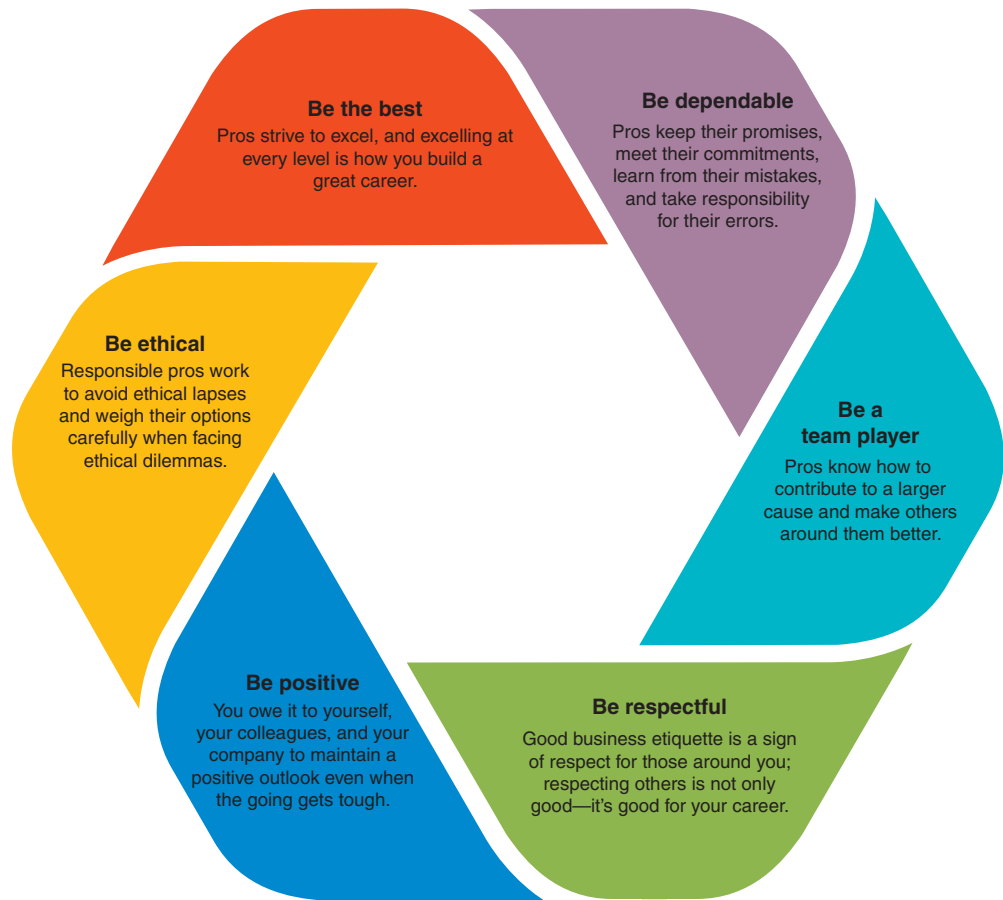 Be the best
Pros strive to excel, and excelling at
every level is how you build a
great career.
Be dependable
Pros keep their promises,
meet their commitments,
learn from their mistakes,
and take responsibility
for their errors.
Be a
team player
Pros know how to
contribute to a larger
cause and make others
around them better.
Be respectful
Good business etiquette is a sign
of respect for those around you;
respecting others is not only
good—it’s good for your career.
Be positive
You owe it to yourself,
your colleagues, and your
company to maintain a
positive outlook even when
the going gets tough.
Be ethical
Responsible pros work
to avoid ethical lapses
and weigh their options
carefully when facing
ethical dilemmas.